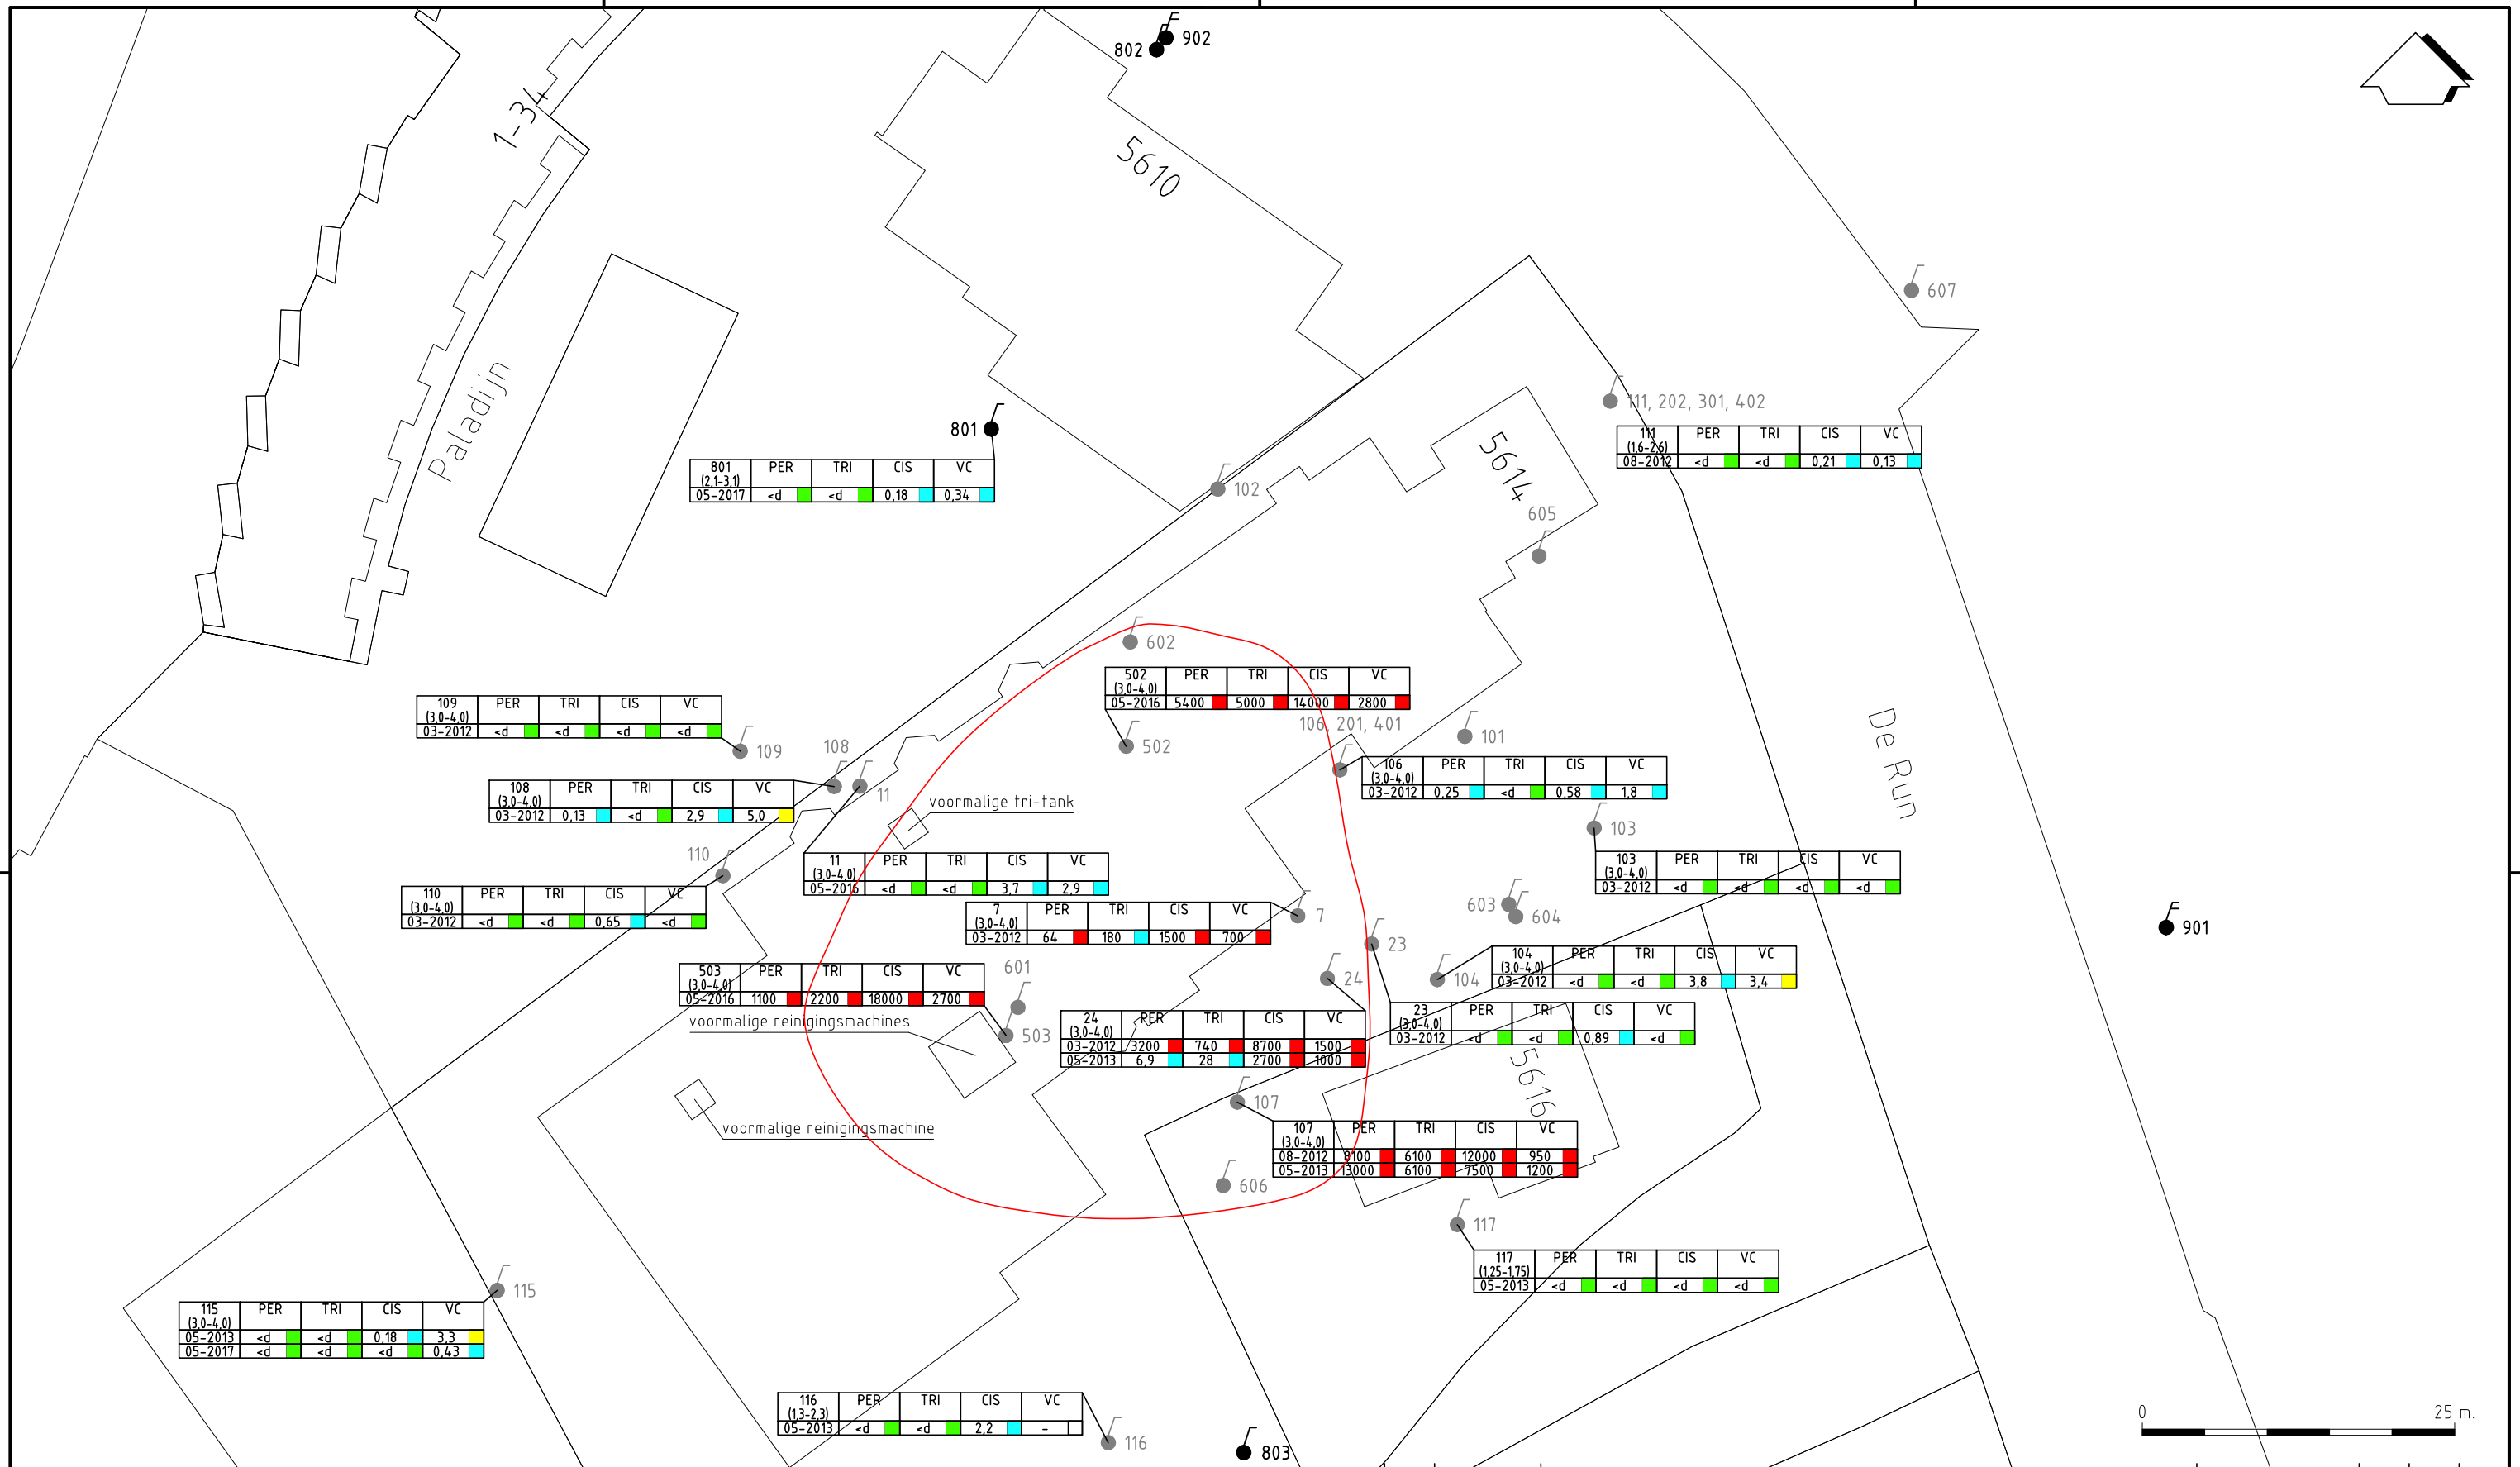 802
902
1-34
5610
607
Paladijn
801
801 PER TRI CIS VC
(2,1-3,1)
05-2017 <d <d 0,18 0,34
102
5614
605
111, 202, 301, 402
111 PER TRI CIS VC
(1,6-2,6)
08-2012 <d <d 0,21 0,13
602
502 PER TRI CIS VC
(3,0-4,0)
05-2016 5400 5000 14000 2800
502
106, 201, 401
101
109 PER TRI CIS VC
(3,0-4,0)
03-2012 <d <d <d <d
109
108
11
108 PER TRI CIS VC
(3,0-4,0)
03-2012 0,13 <d 2,9 5,0
voormalige tri-tank
106 PER TRI CIS VC
(3,0-4,0)
03-2012 0,25 <d 0,58 1,8
De Run
103
103 PER TRI CIS VC
(3,0-4,0)
03-2012 <d <d <d <d
110
110 PER TRI CIS VC
(3,0-4,0)
03-2012 <d <d 0,65 <d
11 PER TRI CIS VC
(3,0-4,0)
05-2016 <d <d 3,7 2,9
7 PER TRI CIS VC
(3,0-4,0)
03-2012 64 180 1500 700
7
603
604
901
23
24
104
104 PER TRI CIS VC
(3,0-4,0)
03-2012 <d <d 3,8 3,4
503 PER TRI CIS VC
(3,0-4,0)
05-2016 1100 2200 18000 2700
601
503
voormalige reinigingsmachines
24 PER TRI CIS VC
(3,0-4,0)
03-2012 3200 740 8700 1500
05-2013 6,9 28 2700 1000
23 PER TRI CIS VC
(3,0-4,0)
03-2012 <d <d 0,89 <d
5616
107
voormalige reinigingsmachine
107 PER TRI CIS VC
(3,0-4,0)
08-2012 8100 6100 12000 950
05-2013 13000 6100 7500 1200
606
117
117 PER TRI CIS VC
(1,25-1,75)
05-2013 <d <d <d <d
115
115 PER TRI CIS VC
(3,0-4,0)
05-2013 <d <d 0,18 3,3
05-2017 <d <d <d 0,43
116 PER TRI CIS VC
(1,3-2,3)
05-2013 <d <d 2,2 -
116
803
0 25 m.